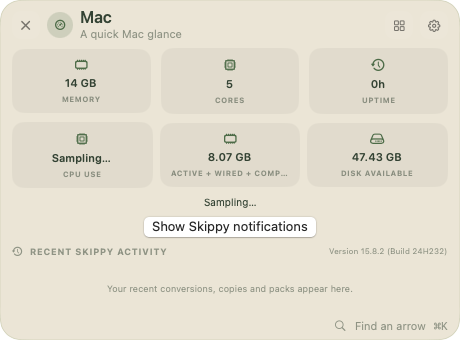 Mac
A quick Mac glance
14 GB
MEMORY
5
CORES
0h
UPTIME
Sampling...
CPU USE
8.07 GB
ACTIVE + WIRED + COMP...
47.43 GB
DISK AVAILABLE
Sampling...
Show Skippy notifications
RECENT SKIPPY ACTIVITY
Version 15.8.2 (Build 24H232)
Your recent conversions, copies and packs appear here.
Find an arrow ⌘K